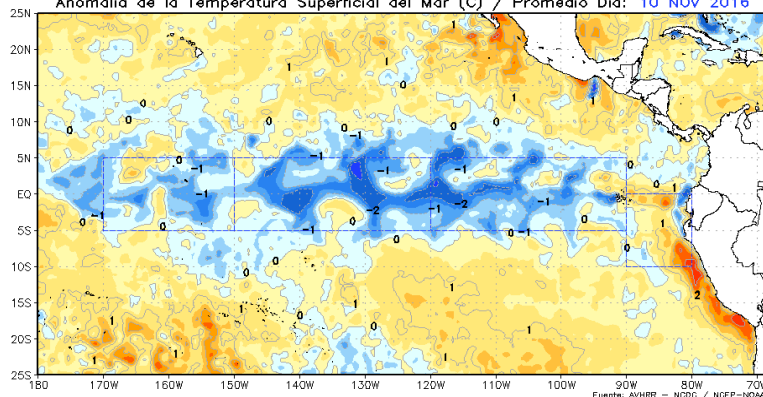 Anomalía de la Temperatura Superficial del Mar (C) / Promedio Día: 10 NOV 2016
25N
20N
15N
10N
5N
EQ
5S
10S
15S
20S
25S
180 170W 160W 150W 140W 130W 120W 110W 100W 90W 80W 70W
Fuente: AVHRR – NCDC / NCEP–NOAA